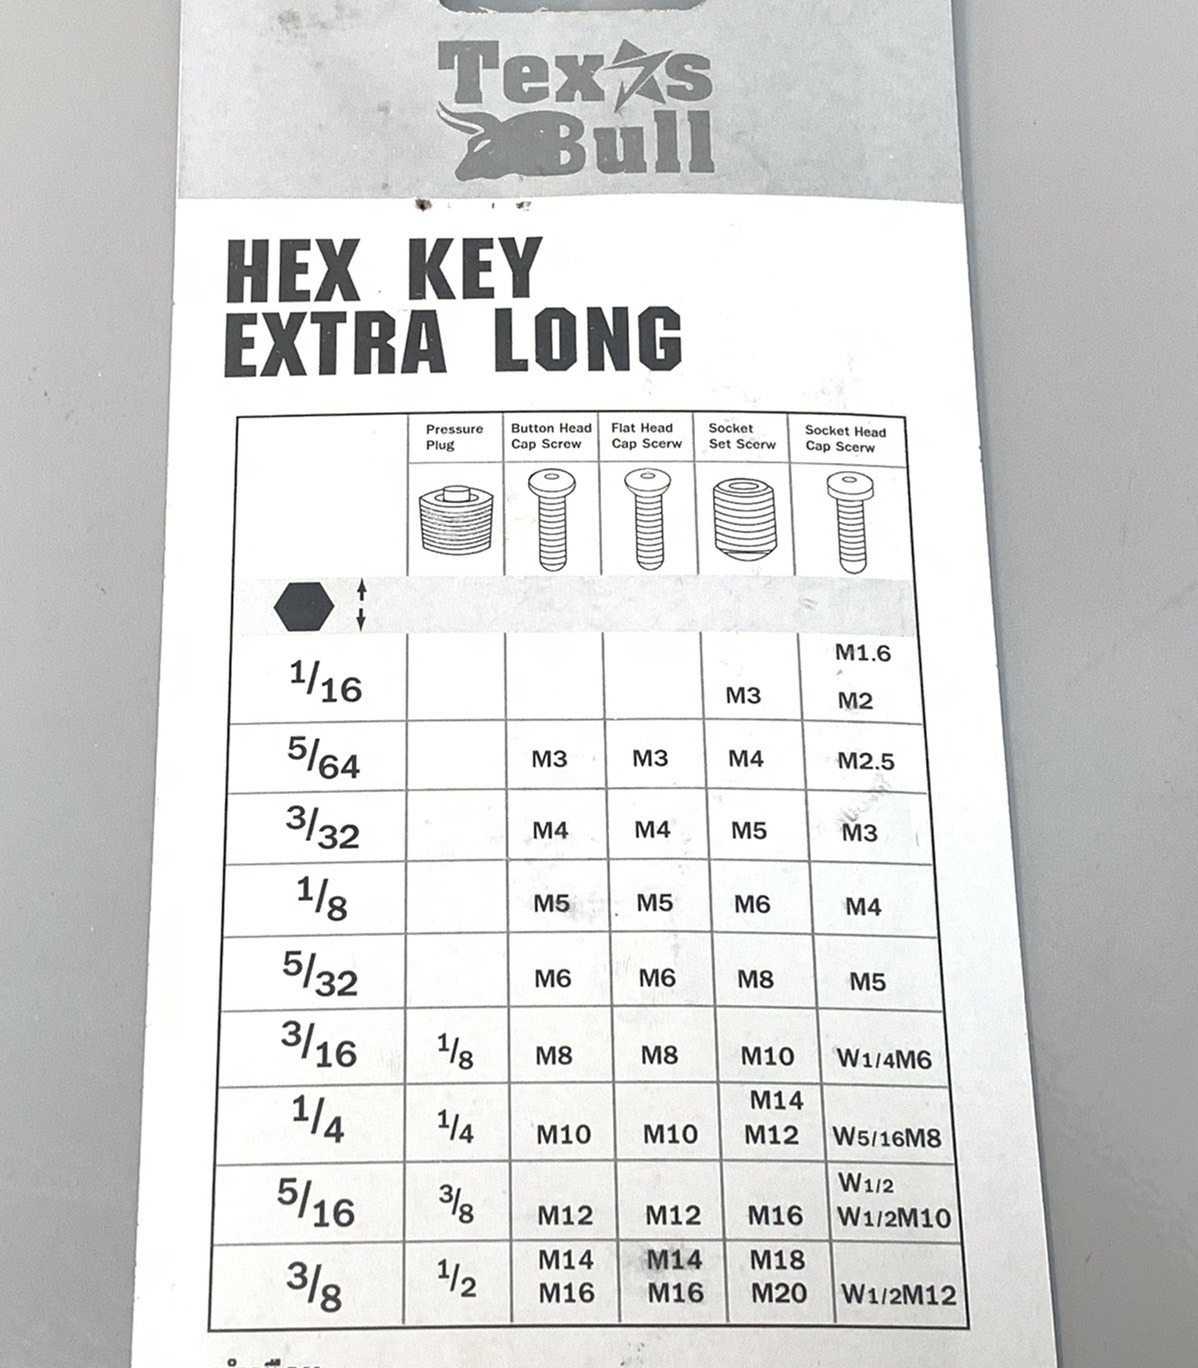 Texas
Bull
HEX KEY
EXTRA LONG
Pressure Plug
Button Head Cap Screw
Flat Head Cap Scerw
Socket Set Scerw
Socket Head Cap Scerw
1/16 M3 M1.6 M2
5/64 M3 M3 M4 M2.5
3/32 M4 M4 M5 M3
1/8 M5 M5 M6 M4
5/32 M6 M6 M8 M5
3/16 1/8 M8 M8 M10 W1/4M6
1/4 1/4 M10 M10 M14 M12 W5/16M8
5/16 3/8 M12 M12 M16 W1/2 W1/2M10
3/8 1/2 M14 M16 M14 M16 M18 M20 W1/2M12